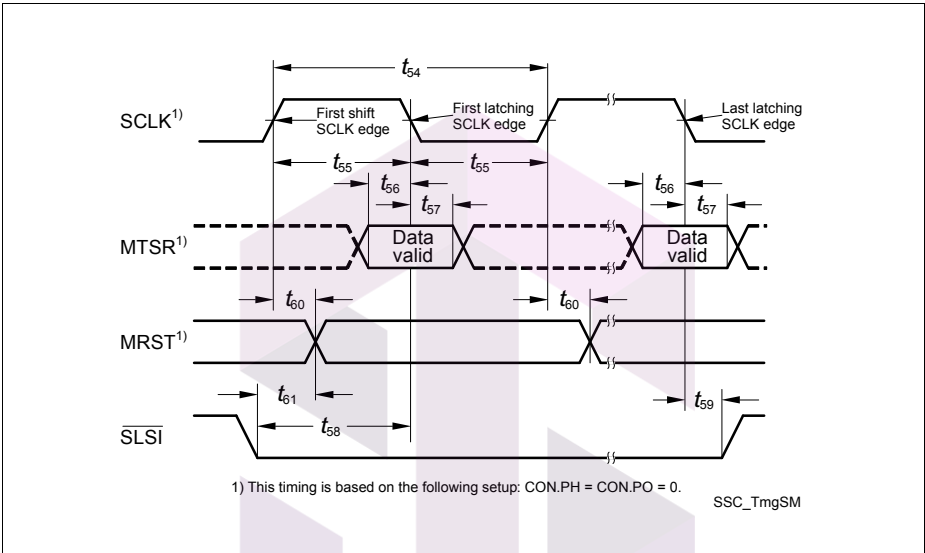 t54
SCLK1)
First shift
SCLK edge
First latching
SCLK edge
Last latching
SCLK edge
t55
t55
t56
t57
t56
t57
MTSR1)
Data
valid
Data
valid
t60
t60
MRST1)
t61
t58
t59
SLSI
1) This timing is based on the following setup: CON.PH = CON.PO = 0.
SSC_TmgSM